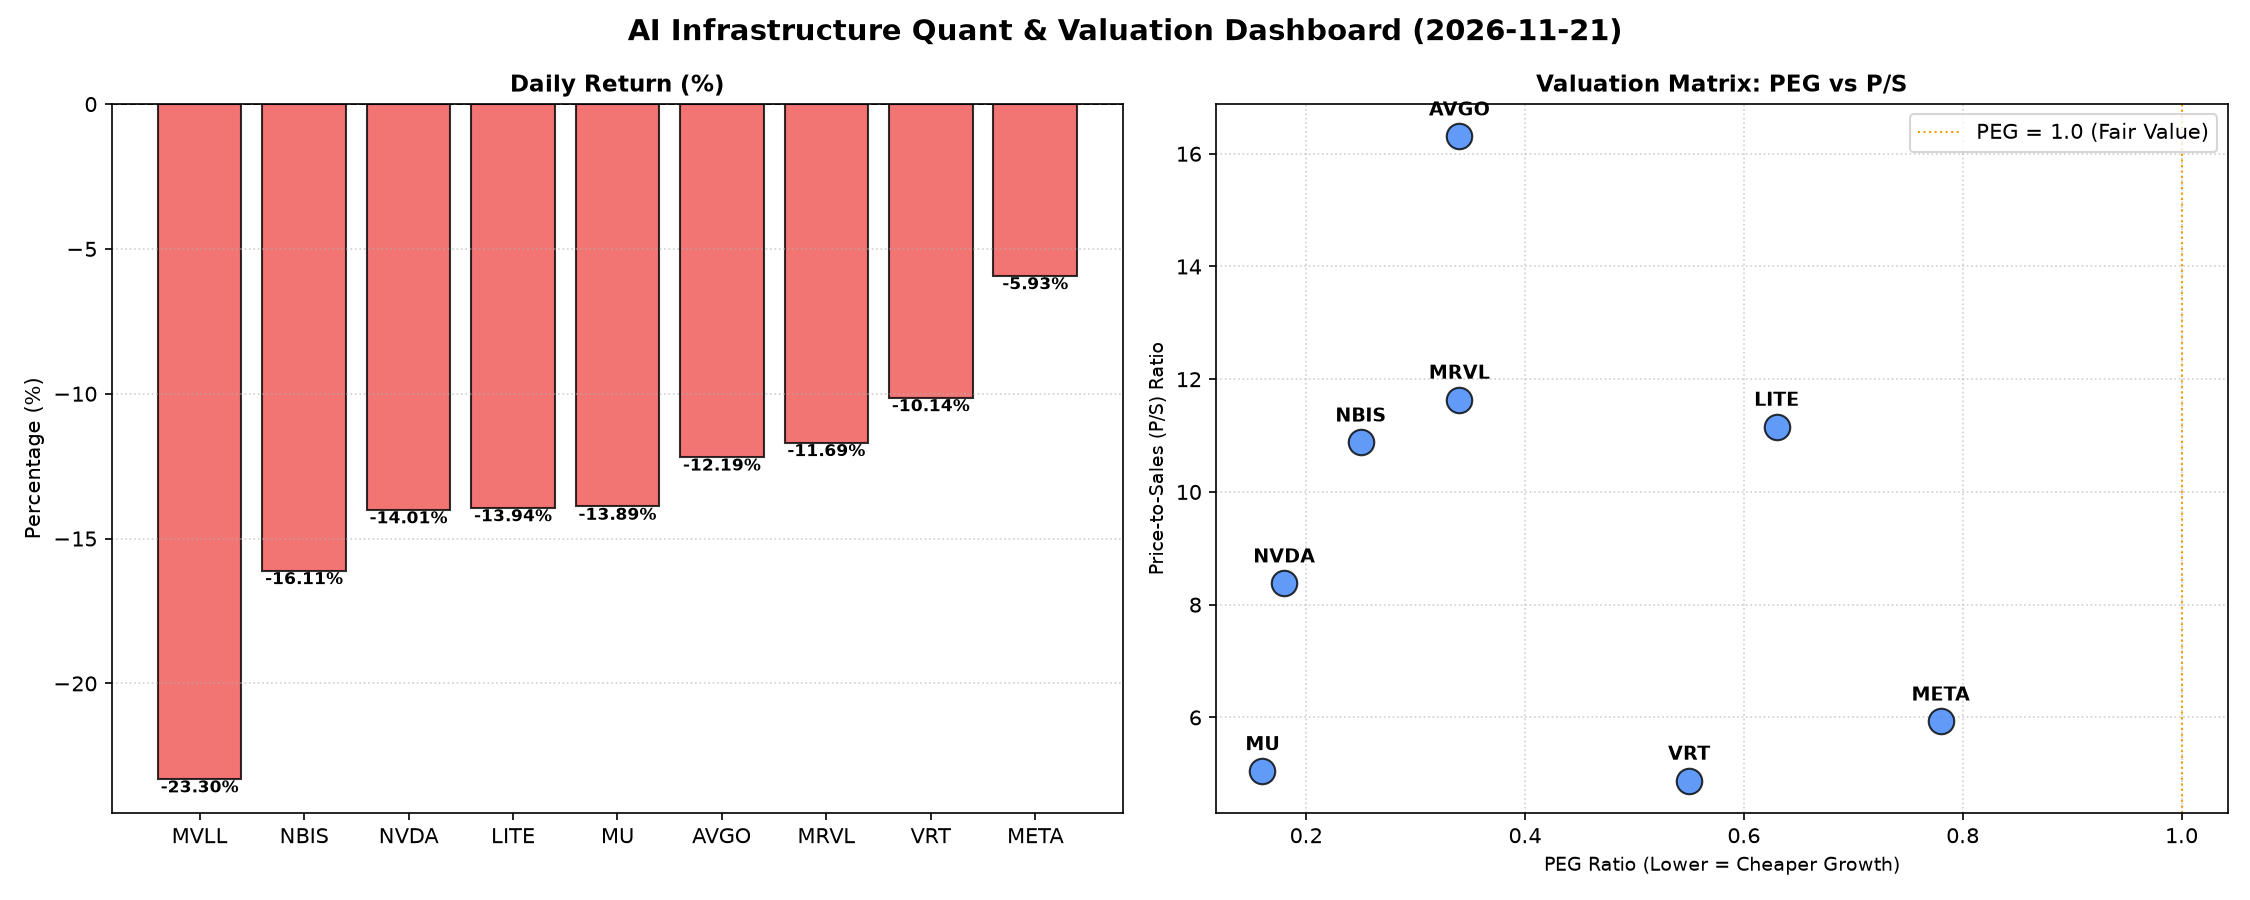 AI Infrastructure Quant & Valuation Dashboard (2026-11-21)
Daily Return (%)
Percentage (%)
0
−5
−10
−15
−20
-23.30%
-16.11%
-14.01%
-13.94%
-13.89%
-12.19%
-11.69%
-10.14%
-5.93%
MVLL
NBIS
NVDA
LITE
MU
AVGO
MRVL
VRT
META
Valuation Matrix: PEG vs P/S
PEG = 1.0 (Fair Value)
Price-to-Sales (P/S) Ratio
16
14
12
10
8
6
AVGO
MRVL
LITE
NBIS
NVDA
META
MU
VRT
0.2
0.4
0.6
0.8
1.0
PEG Ratio (Lower = Cheaper Growth)